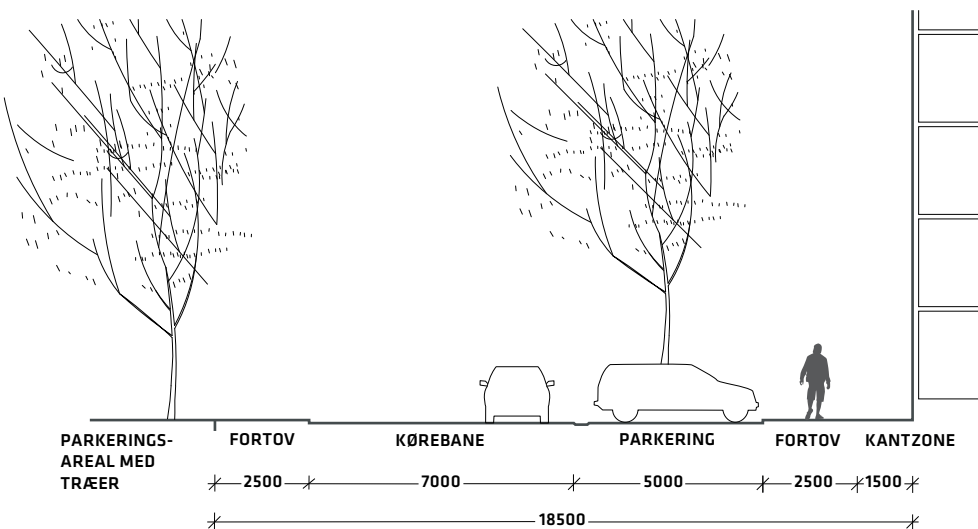 PARKERINGS-
AREAL MED
TRÆER
FORTOV
KØREBANE
PARKERING
FORTOV
KANTZONE
2500
7000
5000
2500
1500
18500